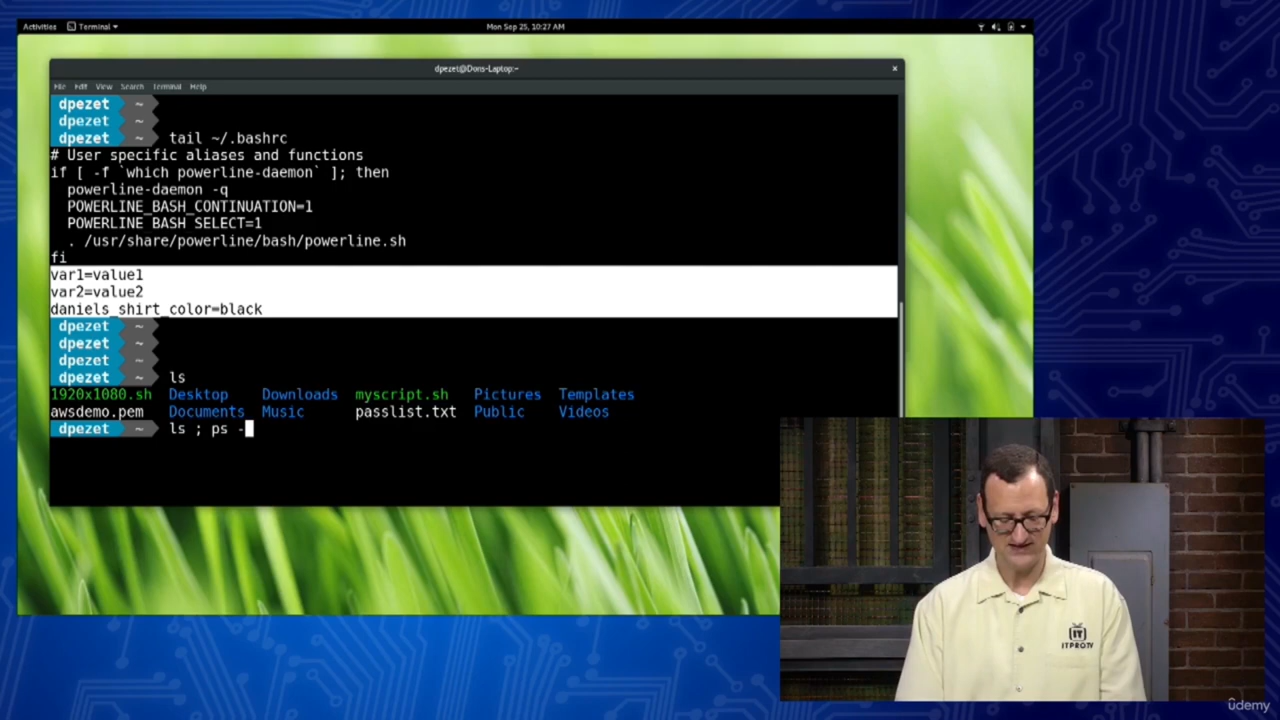 Activities Terminal Mon Sep 25, 10:27 AM
dpezet@Dons-Laptop:~ ×
File Edit View Search Terminal Help
dpezet ~
dpezet ~
dpezet ~ tail ~/.bashrc
# User specific aliases and functions
if [ -f `which powerline-daemon` ]; then
powerline-daemon -q
POWERLINE_BASH_CONTINUATION=1
POWERLINE_BASH_SELECT=1
. /usr/share/powerline/bash/powerline.sh
fi
var1=value1
var2=value2
daniels_shirt_color=black
dpezet ~
dpezet ~
dpezet ~
dpezet ~ ls
1920x1080.sh Desktop Downloads myscript.sh Pictures Templates
awsdemo.pem Documents Music passlist.txt Public Videos
dpezet ~ ls ; ps -
IT
ITPROTV
ûdemy